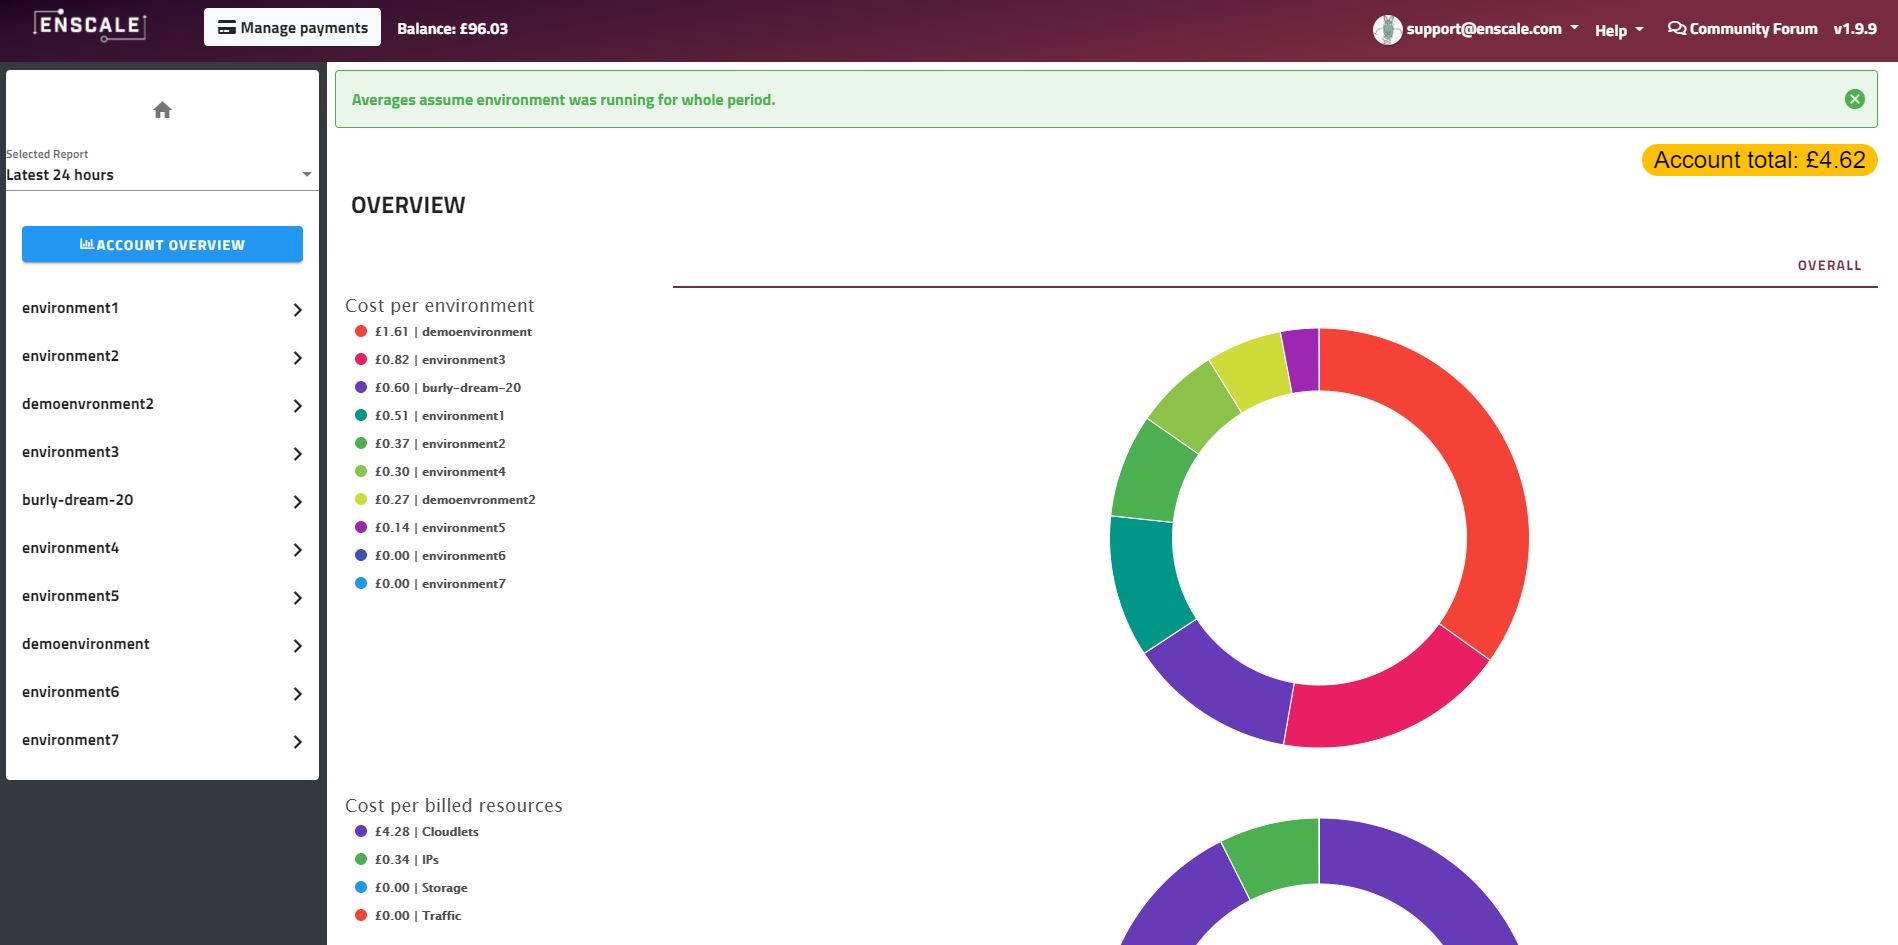 ENSCALE
Manage payments
Balance: £96.03
support@enscale.com
Help
Community Forum
v1.9.9
Selected Report
Latest 24 hours
ACCOUNT OVERVIEW
environment1
environment2
demoenvronment2
environment3
burly-dream-20
environment4
environment5
demoenvironment
environment6
environment7
Averages assume environment was running for whole period.
Account total: £4.62
OVERVIEW
OVERALL
Cost per environment
£1.61 | demoenvironment
£0.82 | environment3
£0.60 | burly-dream-20
£0.51 | environment1
£0.37 | environment2
£0.30 | environment4
£0.27 | demoenvronment2
£0.14 | environment5
£0.00 | environment6
£0.00 | environment7
Cost per billed resources
£4.28 | Cloudlets
£0.34 | IPs
£0.00 | Storage
£0.00 | Traffic